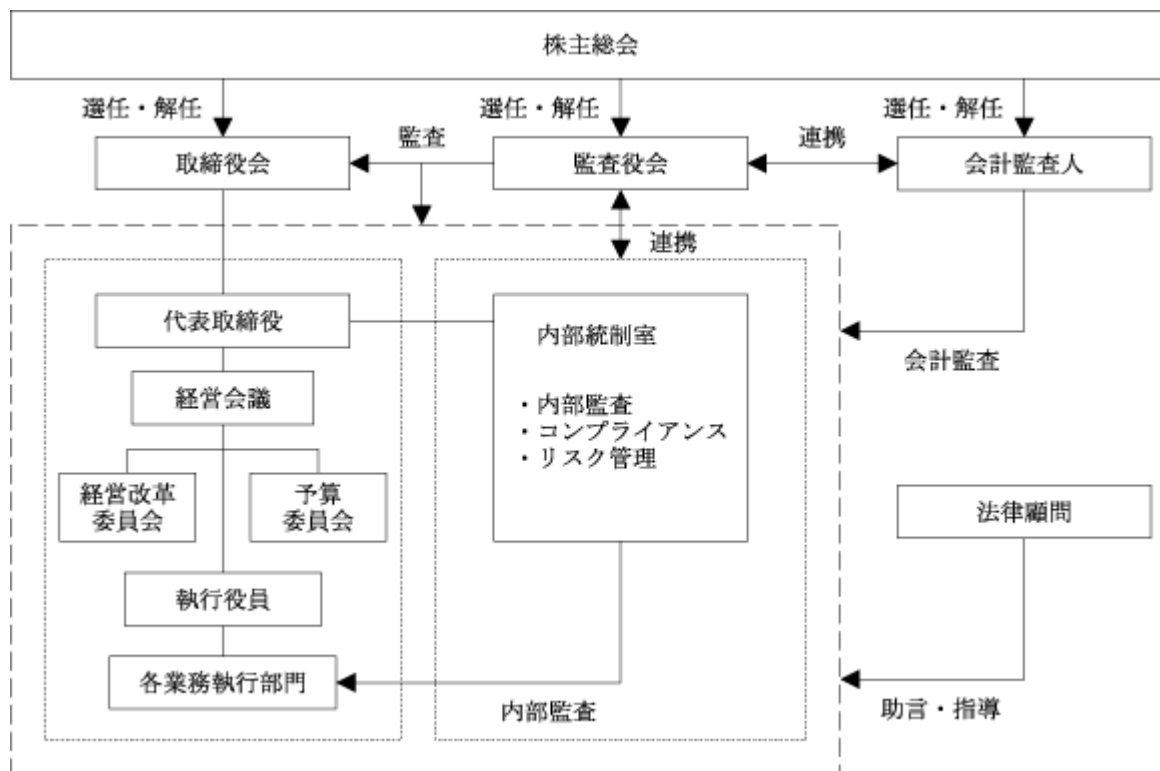 株主総会
選任・解任
選任・解任
選任・解任
取締役会
監査
監査役会
連携
会計監査人
連携
代表取締役
内部統制室
会計監査
経営会議
・内部監査
・コンプライアンス
・リスク管理
経営改革
委員会
予算
委員会
法律顧問
執行役員
各業務執行部門
内部監査
助言・指導